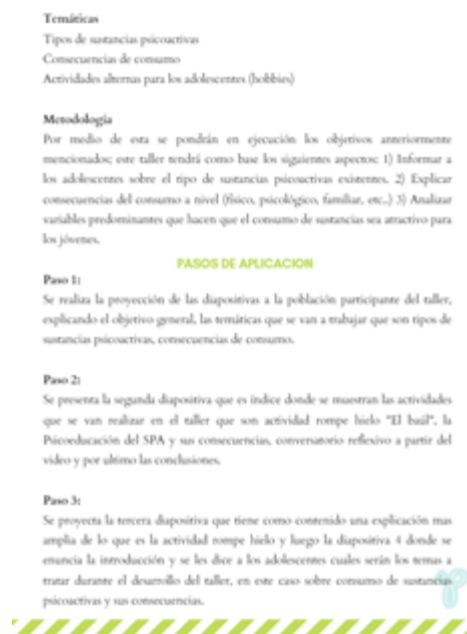 Temáticas
Tipos de sustancias psicoactivas
Consecuencias de consumo
Actividades alternas para los adolescentes (hobbies)
Metodología
Por medio de esta se pondrán en ejecución los objetivos anteriormente
mencionados; este taller tendrá como base los siguientes aspectos: 1) Informar a
los adolescentes sobre el tipo de sustancias psicoactivas existentes. 2) Explicar
consecuencias del consumo a nivel (físico, psicológico, familiar, etc..) 3) Analizar
variables predominantes que hacen que el consumo de sustancias sea atractivo para
los jóvenes.
PASOS DE APLICACION
Paso 1:
Se realiza la proyección de las diapositivas a la población participante del taller,
explicando el objetivo general, las temáticas que se van a trabajar que son tipos de
sustancias psicoactivas, consecuencias de consumo.
Paso 2:
Se presenta la segunda diapositiva que es índice donde se muestran las actividades
que se van realizar en el taller que son actividad rompe hielo "El baúl", la
Psicoeducación del SPA y sus consecuencias, conversatorio reflexivo a partir del
video y por ultimo las conclusiones.
Paso 3:
Se proyecta la tercera diapositiva que tiene como contenido una explicación mas
amplia de lo que es la actividad rompe hielo y luego la diapositiva 4 donde se
enuncia la introducción y se les dice a los adolescentes cuales serán los temas a
tratar durante el desarrollo del taller, en este caso sobre consumo de sustancias
psicoactivas y sus consecuencias.